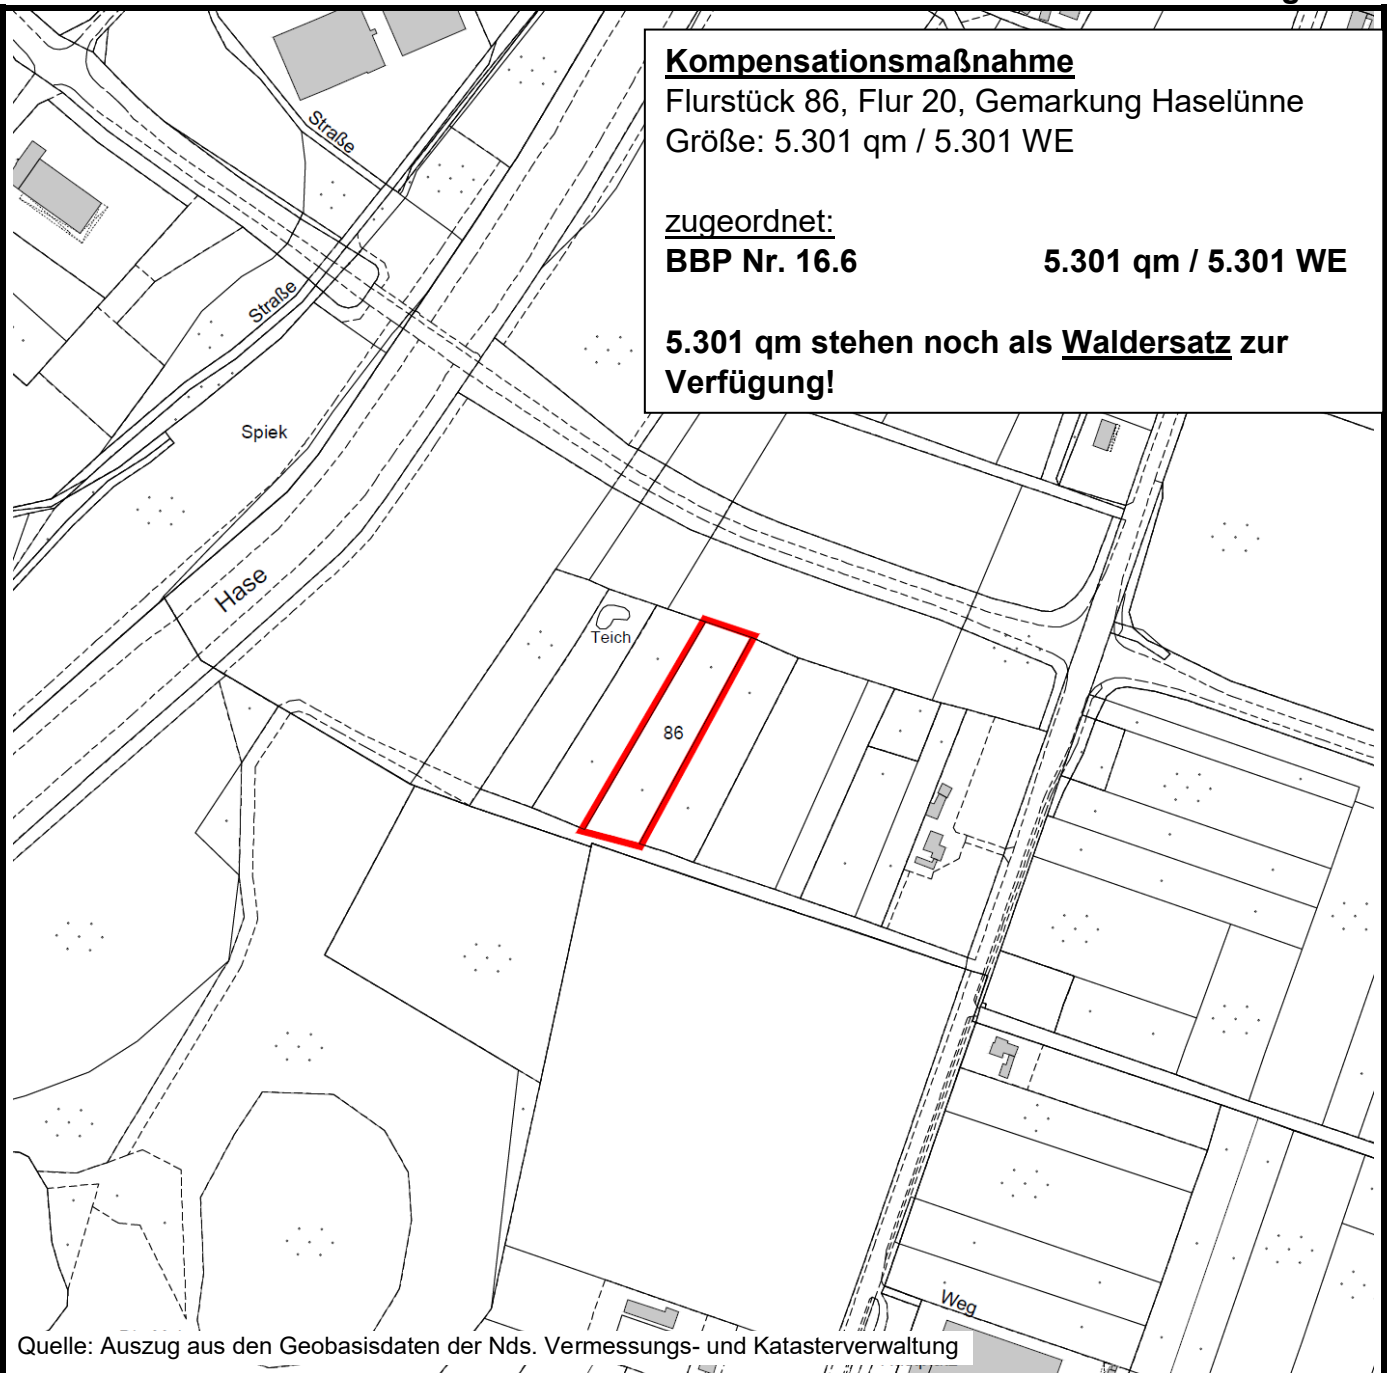 Kompensationsmaßnahme
Flurstück 86, Flur 20, Gemarkung Haselünne
Größe: 5.301 qm / 5.301 WE
zugeordnet:
BBP Nr. 16.6 5.301 qm / 5.301 WE
5.301 qm stehen noch als Waldersatz zur
Verfügung!
Straße
Straße
Spiek
Hase
Teich
86
Weg
Quelle: Auszug aus den Geobasisdaten der Nds. Vermessungs- und Katasterverwaltung